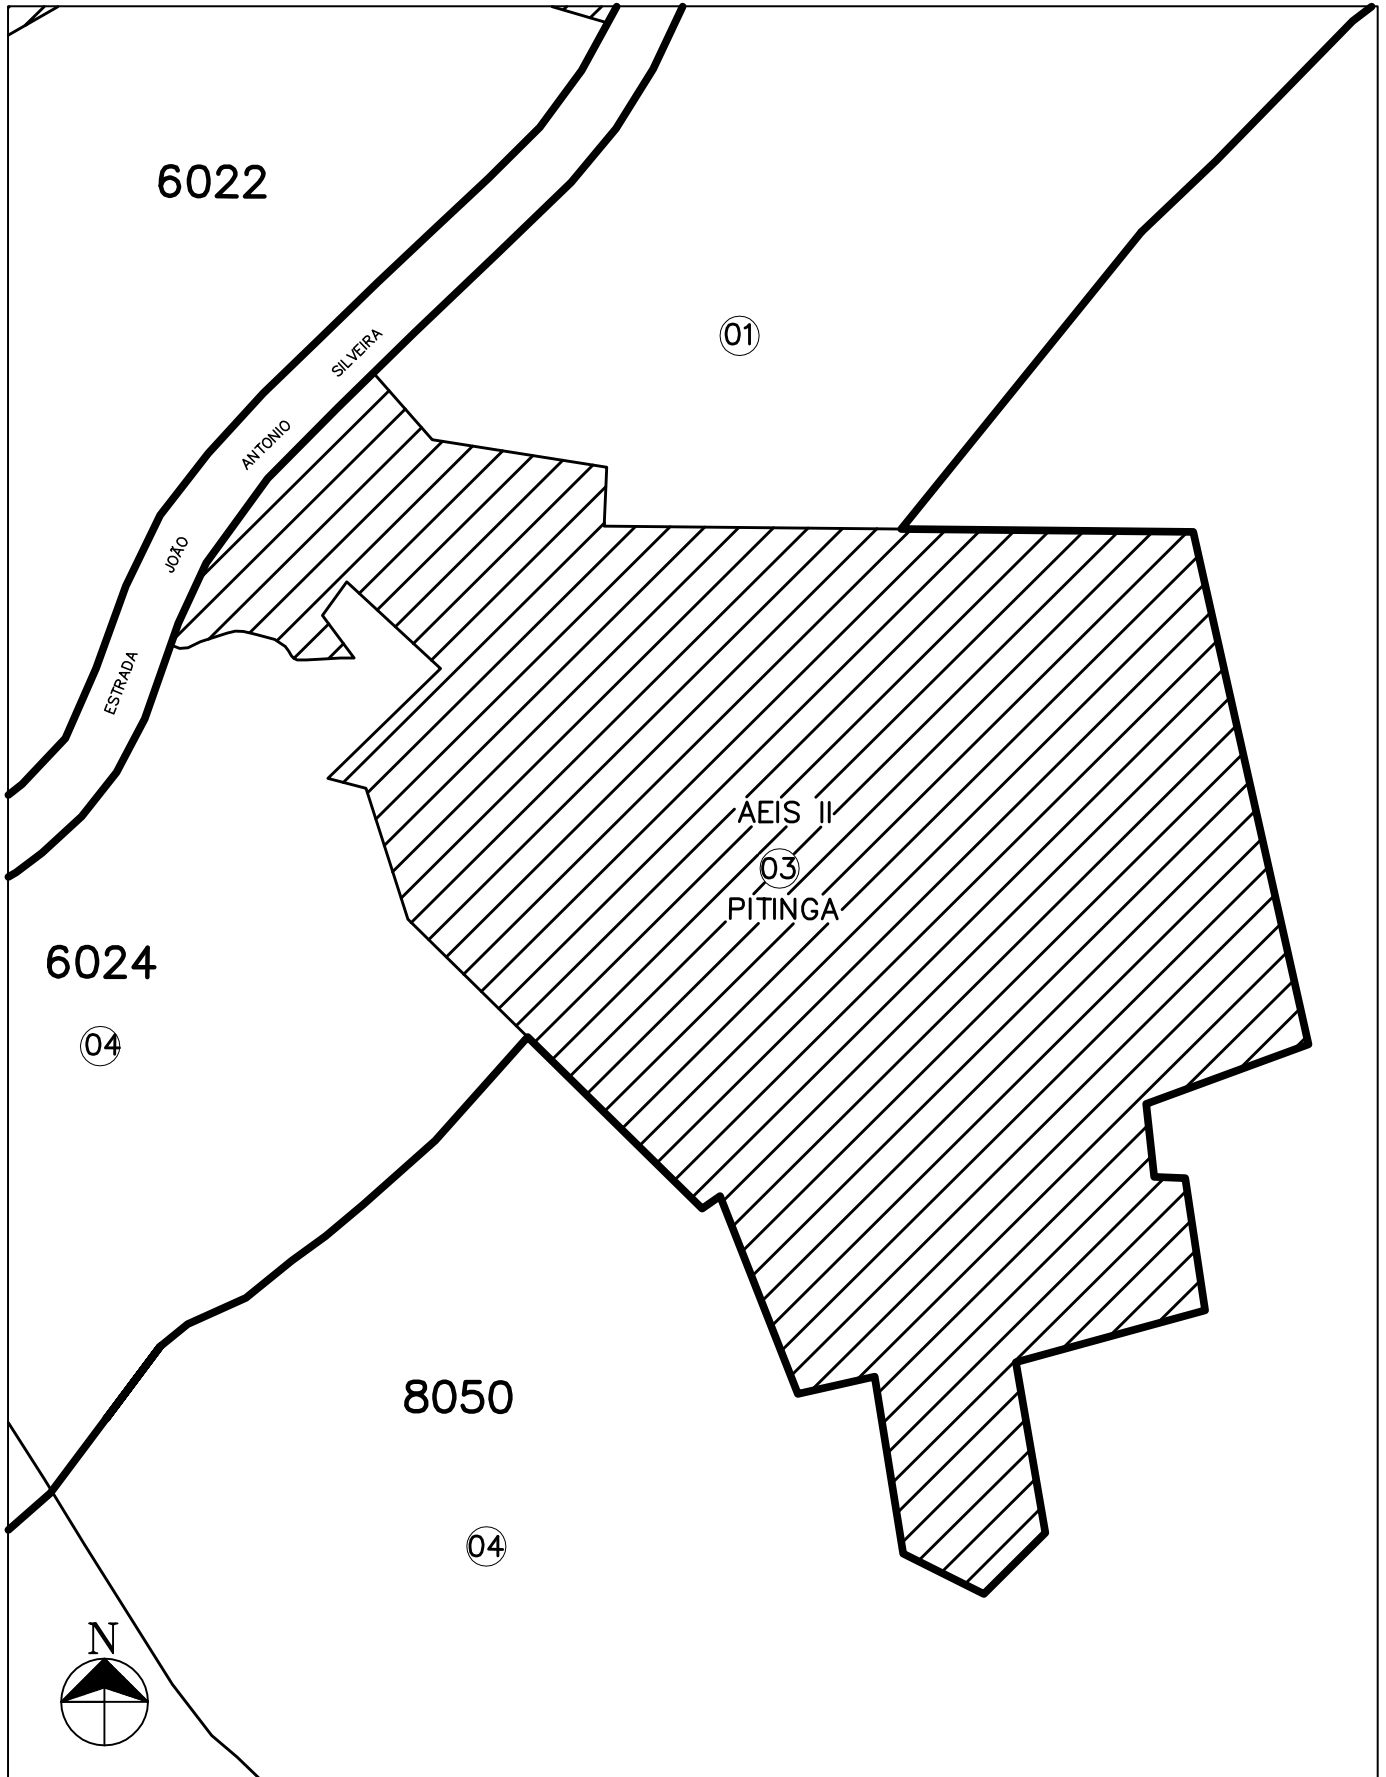 6022
01
SILVEIRA
ANTONIO
JOÃO
ESTRADA
AEIS II
03
PITINGA
6024
04
8050
04
N